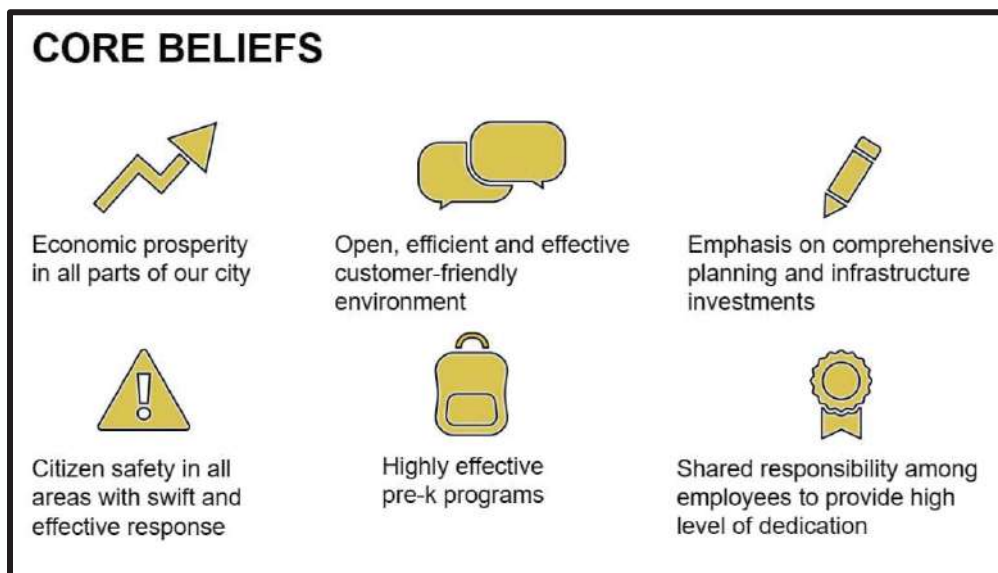 CORE BELIEFS
Economic prosperity
in all parts of our city
Open, efficient and effective
customer-friendly
environment
Emphasis on comprehensive
planning and infrastructure
investments
Citizen safety in all
areas with swift and
effective response
Highly effective
pre-k programs
Shared responsibility among
employees to provide high
level of dedication